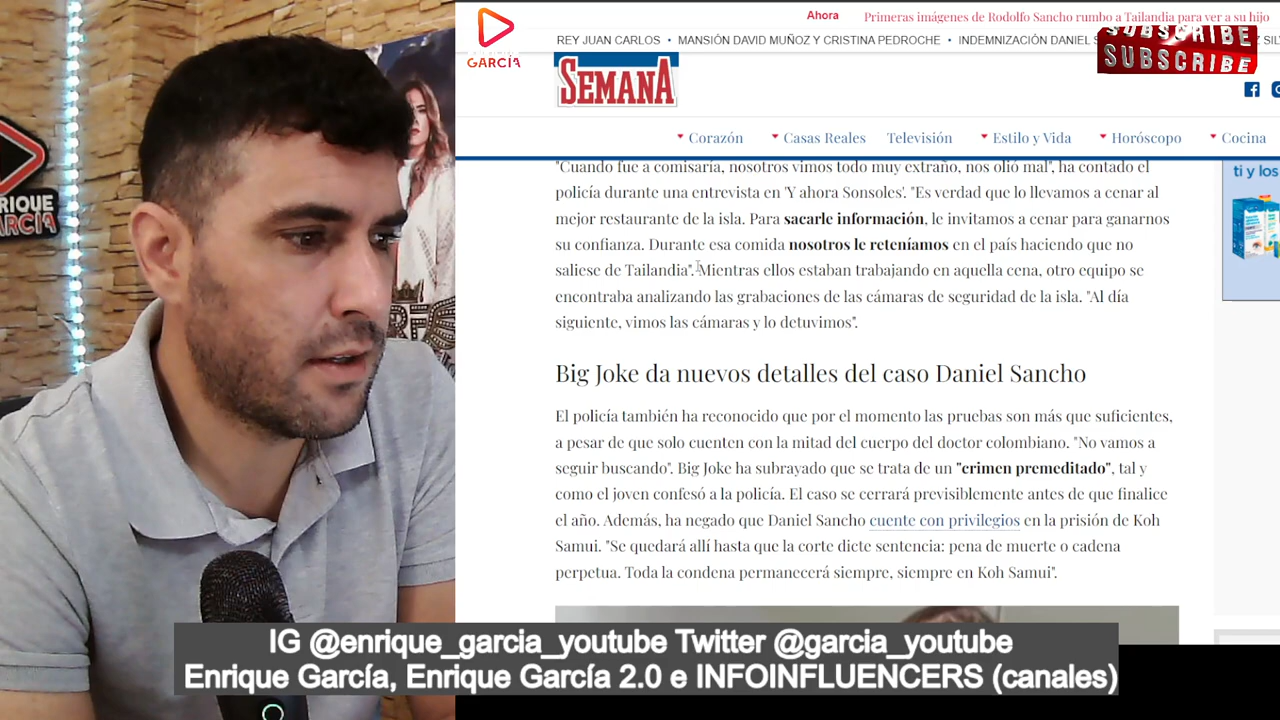 Ahora Primeras imágenes de Rodolfo Sancho rumbo a Tailandia para ver a su hijo
REY JUAN CARLOS • MANSIÓN DAVID MUÑOZ Y CRISTINA PEDROCHE • INDEMNIZACIÓN DANIEL
SUBSCRIBE
SUBSCRIBE
GARCÍA
SEMANA
Corazón Casas Reales Televisión Estilo y Vida Horóscopo Cocina
"Cuando fue a comisaría, nosotros vimos todo muy extraño, nos olió mal", ha contado el
policía durante una entrevista en 'Y ahora Sonsoles'. "Es verdad que lo llevamos a cenar al
mejor restaurante de la isla. Para sacarle información, le invitamos a cenar para ganarnos
su confianza. Durante esa comida nosotros le reteníamos en el país haciendo que no
saliese de Tailandia". Mientras ellos estaban trabajando en aquella cena, otro equipo se
encontraba analizando las grabaciones de las cámaras de seguridad de la isla. "Al día
siguiente, vimos las cámaras y lo detuvimos".
Big Joke da nuevos detalles del caso Daniel Sancho
El policía también ha reconocido que por el momento las pruebas son más que suficientes,
a pesar de que solo cuenten con la mitad del cuerpo del doctor colombiano. "No vamos a
seguir buscando". Big Joke ha subrayado que se trata de un "crimen premeditado", tal y
como el joven confesó a la policía. El caso se cerrará previsiblemente antes de que finalice
el año. Además, ha negado que Daniel Sancho cuente con privilegios en la prisión de Koh
Samui. "Se quedará allí hasta que la corte dicte sentencia: pena de muerte o cadena
perpetua. Toda la condena permanecerá siempre, siempre en Koh Samui".
ti y los
RIQUE
GARCÍA
IG @enrique_garcia_youtube Twitter @garcia_youtube
Enrique García, Enrique García 2.0 e INFOINFLUENCERS (canales)